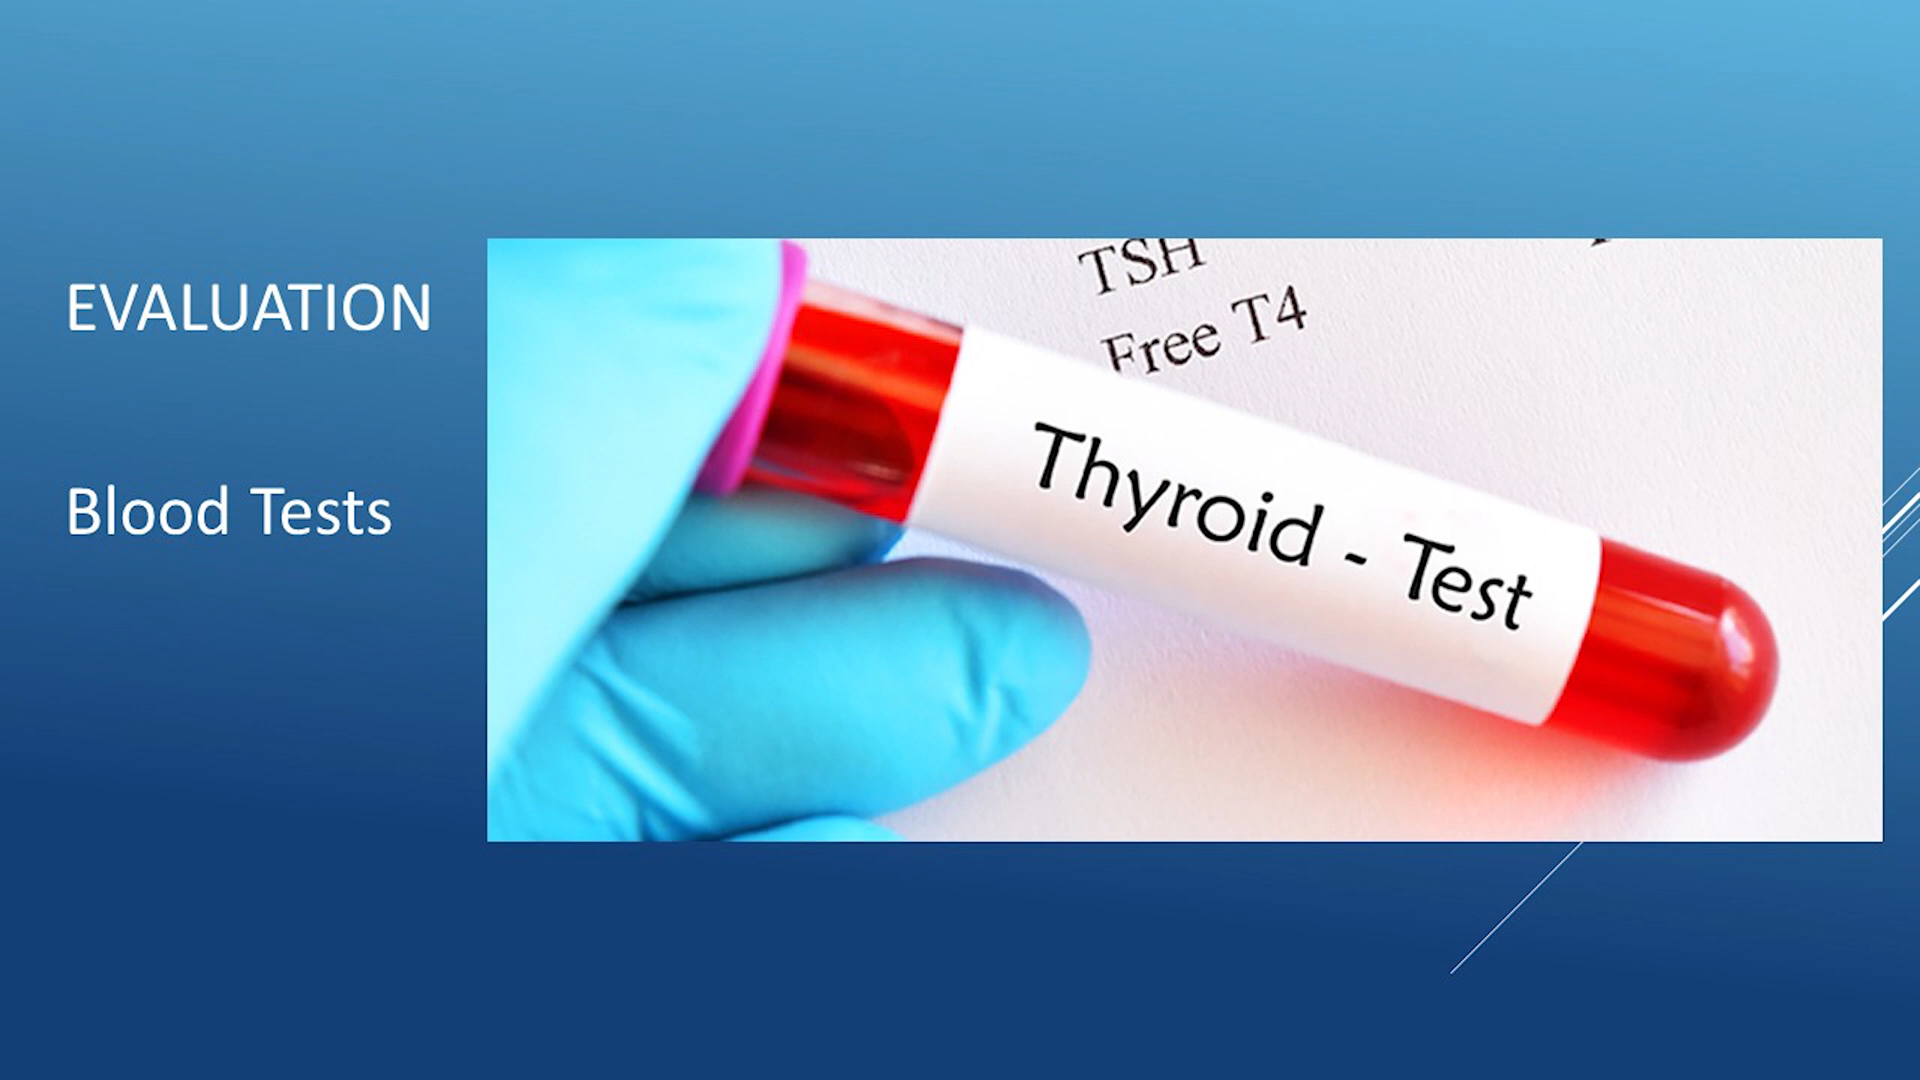 EVALUATION
Blood Tests
TSH
Free T4
Thyroid - Test